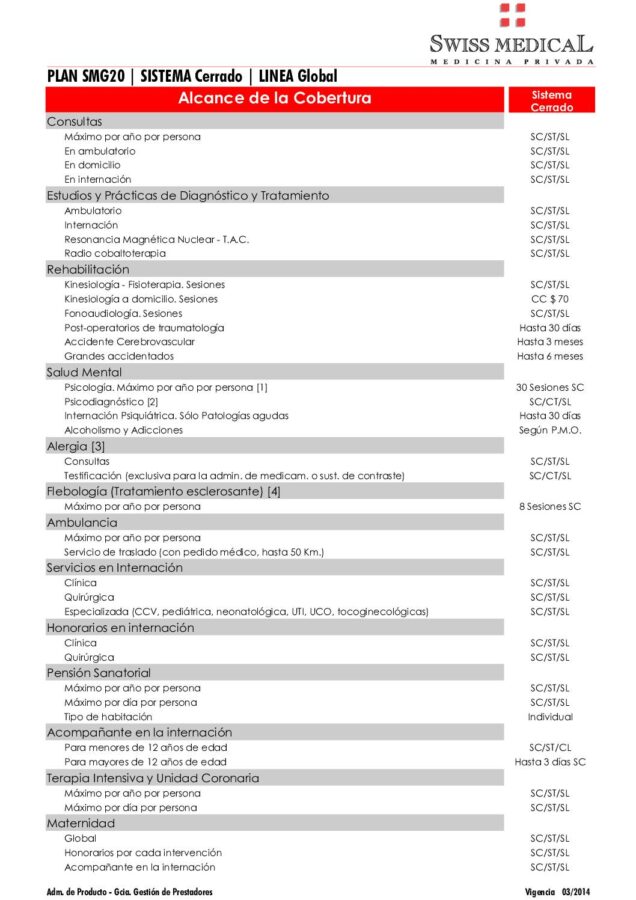 SWISS MEDICAL
MEDICINA PRIVADA
PLAN SMG20 | SISTEMA Cerrado | LINEA Global
Alcance de la Cobertura Sistema Cerrado
Consultas
Máximo por año por persona SC/ST/SL
En ambulatorio SC/ST/SL
En domicilio SC/ST/SL
En internación SC/ST/SL
Estudios y Prácticas de Diagnóstico y Tratamiento
Ambulatorio SC/ST/SL
Internación SC/ST/SL
Resonancia Magnética Nuclear - T.A.C. SC/ST/SL
Radio cobaltoterapia SC/ST/SL
Rehabilitación
Kinesiología - Fisioterapia. Sesiones SC/ST/SL
Kinesiología a domicilio. Sesiones CC $ 70
Fonoaudiología. Sesiones SC/ST/SL
Post-operatorios de traumatología Hasta 30 días
Accidente Cerebrovascular Hasta 3 meses
Grandes accidentados Hasta 6 meses
Salud Mental
Psicología. Máximo por año por persona [1] 30 Sesiones SC
Psicodiagnóstico [2] SC/CT/SL
Internación Psiquiátrica. Sólo Patologías agudas Hasta 30 días
Alcoholismo y Adicciones Según P.M.O.
Alergia [3]
Consultas SC/ST/SL
Testificación (exclusiva para la admin. de medicam. o sust. de contraste) SC/CT/SL
Flebología (Tratamiento esclerosante) [4]
Máximo por año por persona 8 Sesiones SC
Ambulancia
Máximo por año por persona SC/ST/SL
Servicio de traslado (con pedido médico, hasta 50 Km.) SC/ST/SL
Servicios en Internación
Clínica SC/ST/SL
Quirúrgica SC/ST/SL
Especializada (CCV, pediátrica, neonatológica, UTI, UCO, tocoginecológicas) SC/ST/SL
Honorarios en internación
Clínica SC/ST/SL
Quirúrgica SC/ST/SL
Pensión Sanatorial
Máximo por año por persona SC/ST/SL
Máximo por día por persona SC/ST/SL
Tipo de habitación Individual
Acompañante en la internación
Para menores de 12 años de edad SC/ST/CL
Para mayores de 12 años de edad Hasta 3 días SC
Terapia Intensiva y Unidad Coronaria
Máximo por año por persona SC/ST/SL
Máximo por día por persona SC/ST/SL
Maternidad
Global SC/ST/SL
Honorarios por cada intervención SC/ST/SL
Acompañante en la internación SC/ST/SL
Adm. de Producto - Gcia. Gestión de Prestadores Vigencia 03/2014